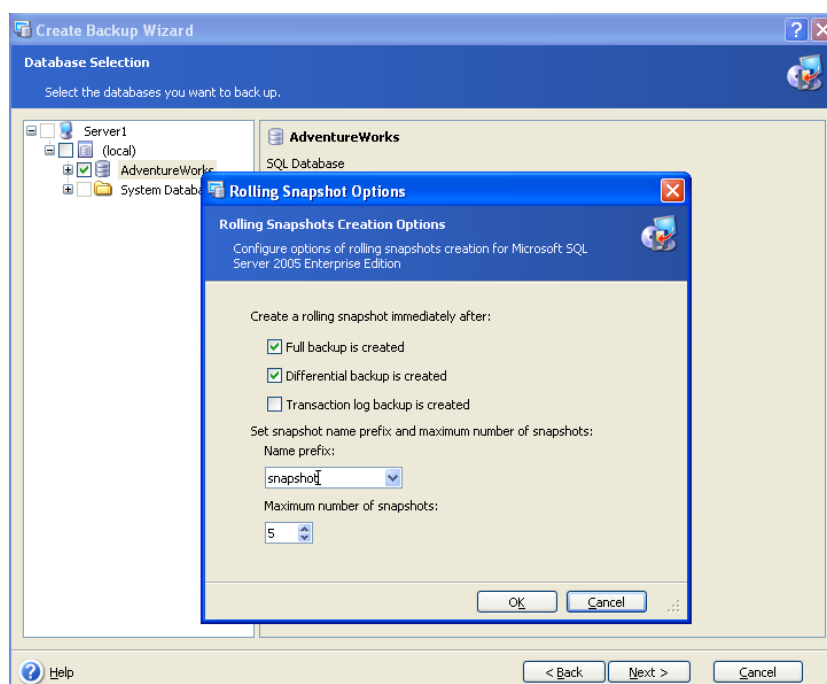 Create Backup Wizard
Database Selection
Select the databases you want to back up.
Server1
(local)
AdventureWorks
System Databa
AdventureWorks
SQL Database
Rolling Snapshot Options
Rolling Snapshots Creation Options
Configure options of rolling snapshots creation for Microsoft SQL
Server 2005 Enterprise Edition
Create a rolling snapshot immediately after:
Full backup is created
Differential backup is created
Transaction log backup is created
Set snapshot name prefix and maximum number of snapshots:
Name prefix:
snapshot
Maximum number of snapshots:
5
OK
Cancel
Help
< Back
Next >
Cancel